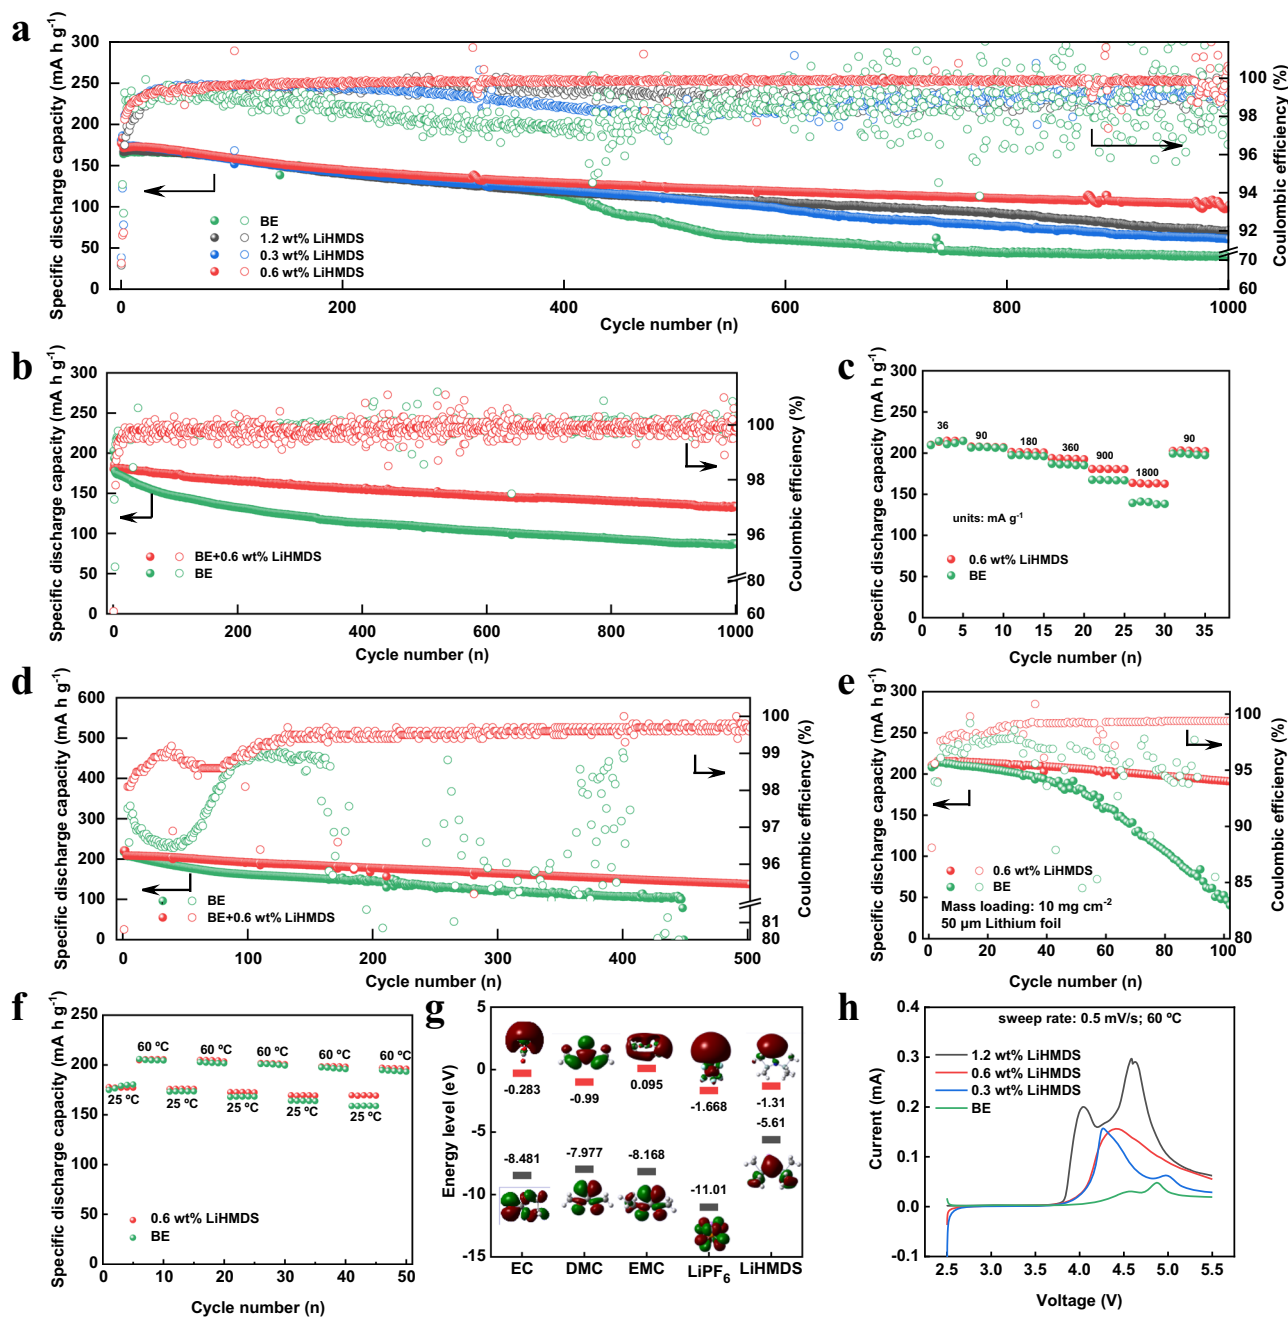 a
Specific discharge capacity (mA h g-1)
300
250
200
150
100
50
0
BE
1.2 wt% LiHMDS
0.3 wt% LiHMDS
0.6 wt% LiHMDS
0 200 400 600 800 1000
Cycle number (n)
100
98
96
94
92
70
60
Coulombic efficiency (%)
b
Specific discharge capacity (mA h g-1)
300
250
200
150
100
50
0
BE+0.6 wt% LiHMDS
BE
0 200 400 600 800 1000
Cycle number (n)
100
98
96
80
60
Coulombic efficiency (%)
c
Specific discharge capacity (mA h g-1)
300
250
200
150
100
50
0
36
90
180
360
900
1800
90
units: mA g-1
0.6 wt% LiHMDS
BE
0 5 10 15 20 25 30 35
Cycle number (n)
d
Specific discharge capacity (mA h g-1)
600
500
400
300
200
100
0
BE
BE+0.6 wt% LiHMDS
0 100 200 300 400 500
Cycle number (n)
100
99
98
97
96
81
80
Coulombic efficiency (%)
e
Specific discharge capacity (mA h g-1)
300
250
200
150
100
50
0
0.6 wt% LiHMDS
BE
Mass loading: 10 mg cm-2
50 μm Lithium foil
0 20 40 60 80 100
Cycle number (n)
100
95
90
85
80
Coulombic efficiency (%)
f
Specific discharge capacity (mA h g-1)
250
200
150
100
50
0
60 ºC 60 ºC 60 ºC 60 ºC 60 ºC
25 ºC 25 ºC 25 ºC 25 ºC 25 ºC
0.6 wt% LiHMDS
BE
0 10 20 30 40 50
Cycle number (n)
g
Energy level (eV)
5
0
-5
-10
-15
-0.283
-0.99
0.095
-1.668
-1.31
-5.61
-8.481
-7.977
-8.168
-11.01
EC DMC EMC LiPF6 LiHMDS
h
Current (mA)
0.4
0.3
0.2
0.1
0.0
-0.1
sweep rate: 0.5 mV/s; 60 ºC
1.2 wt% LiHMDS
0.6 wt% LiHMDS
0.3 wt% LiHMDS
BE
2.5 3.0 3.5 4.0 4.5 5.0 5.5
Voltage (V)